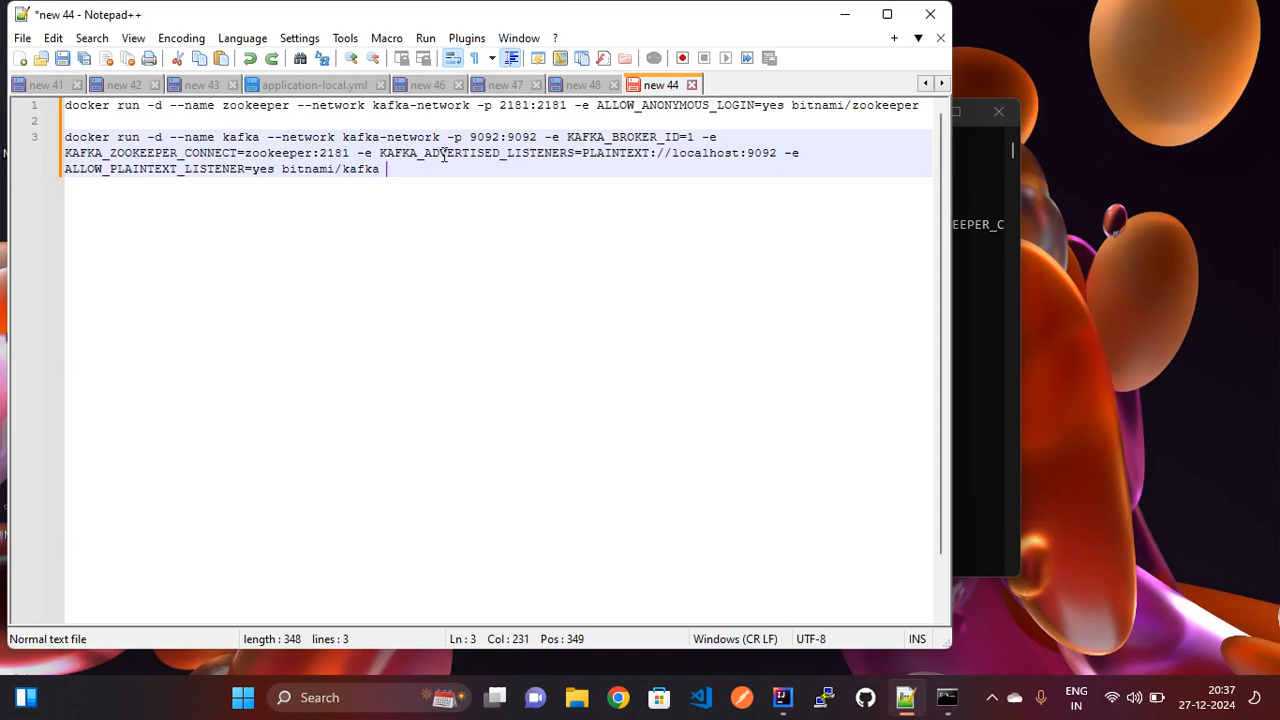 *new 44 - Notepad++
File Edit Search View Encoding Language Settings Tools Macro Run Plugins Window ?
new 41 new 42 new 43 application-local.yml new 46 new 47 new 48 new 44
1 docker run -d --name zookeeper --network kafka-network -p 2181:2181 -e ALLOW_ANONYMOUS_LOGIN=yes bitnami/zookeeper
2
3 docker run -d --name kafka --network kafka-network -p 9092:9092 -e KAFKA_BROKER_ID=1 -e
KAFKA_ZOOKEEPER_CONNECT=zookeeper:2181 -e KAFKA_ADVERTISED_LISTENERS=PLAINTEXT://localhost:9092 -e
ALLOW_PLAINTEXT_LISTENER=yes bitnami/kafka
EEPER_C
Normal text file length : 348 lines : 3 Ln : 3 Col : 231 Pos : 349 Windows (CR LF) UTF-8 INS
Search
ENG
IN
20:37
27-12-2024